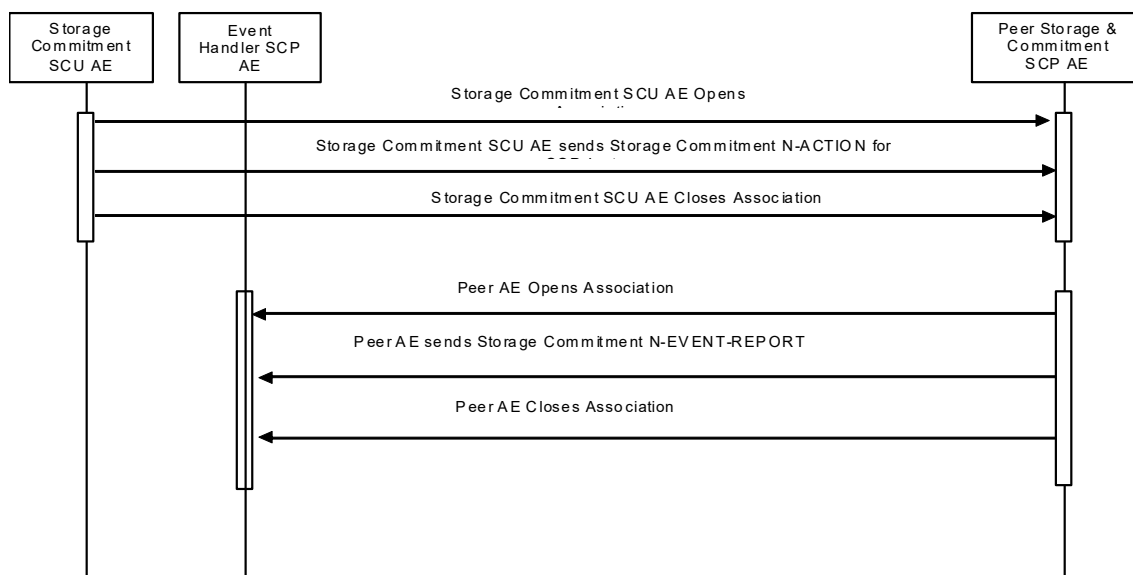 Storage
Commitment
SCU AE
Event
Handler SCP
AE
Peer Storage &
Commitment
SCP AE
Storage Commitment SCU AE Opens
Storage Commitment SCU AE sends Storage Commitment N-ACTION for
Storage Commitment SCU AE Closes Association
Peer AE Opens Association
Peer AE sends Storage Commitment N-EVENT-REPORT
Peer AE Closes Association